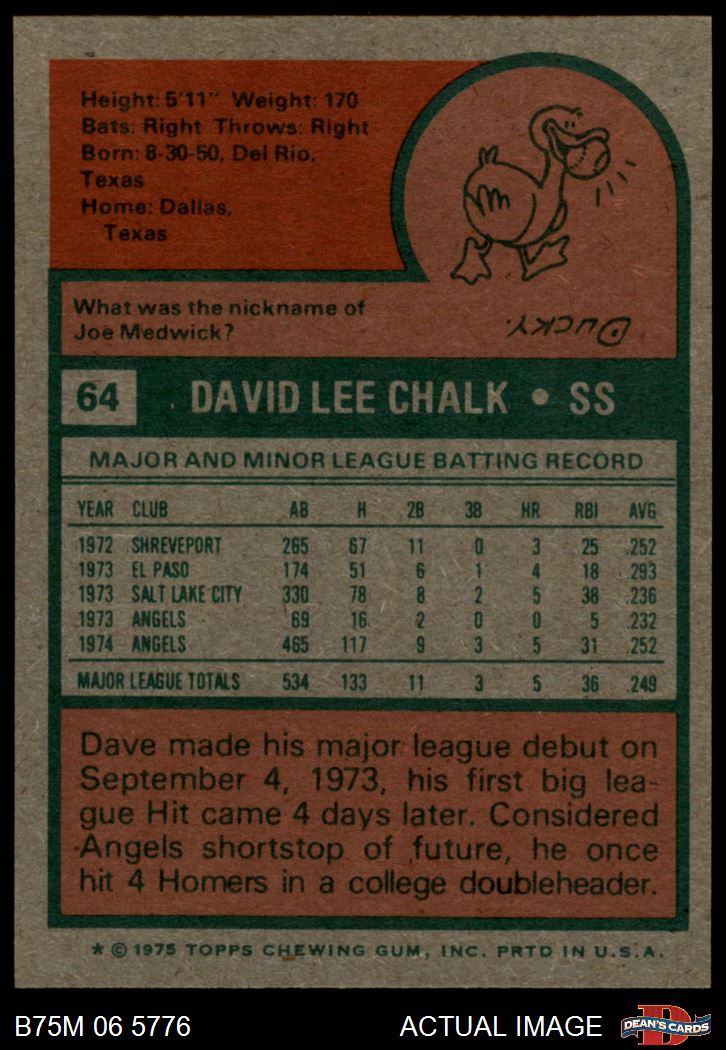 Height: 5'11" Weight: 170
Bats: Right Throws: Right
Born: 8-30-50, Del Rio,
Texas
Home: Dallas,
Texas
What was the nickname of
Joe Medwick?
DUCKY.
64 DAVID LEE CHALK • SS
MAJOR AND MINOR LEAGUE BATTING RECORD
YEAR CLUB AB H 2B 3B HR RBI AVG
1972 SHREVEPORT 265 67 11 0 3 25 .252
1973 EL PASO 174 51 6 1 4 18 .293
1973 SALT LAKE CITY 330 78 8 2 5 38 .236
1973 ANGELS 69 16 2 0 0 5 .232
1974 ANGELS 465 117 9 3 5 31 .252
MAJOR LEAGUE TOTALS 534 133 11 3 5 36 .249
Dave made his major league debut on
September 4, 1973, his first big lea-
gue Hit came 4 days later. Considered
Angels shortstop of future, he once
hit 4 Homers in a college doubleheader.
* © 1975 TOPPS CHEWING GUM, INC. PRTD IN U.S.A.
B75M 06 5776 ACTUAL IMAGE D DEAN'S CARDS